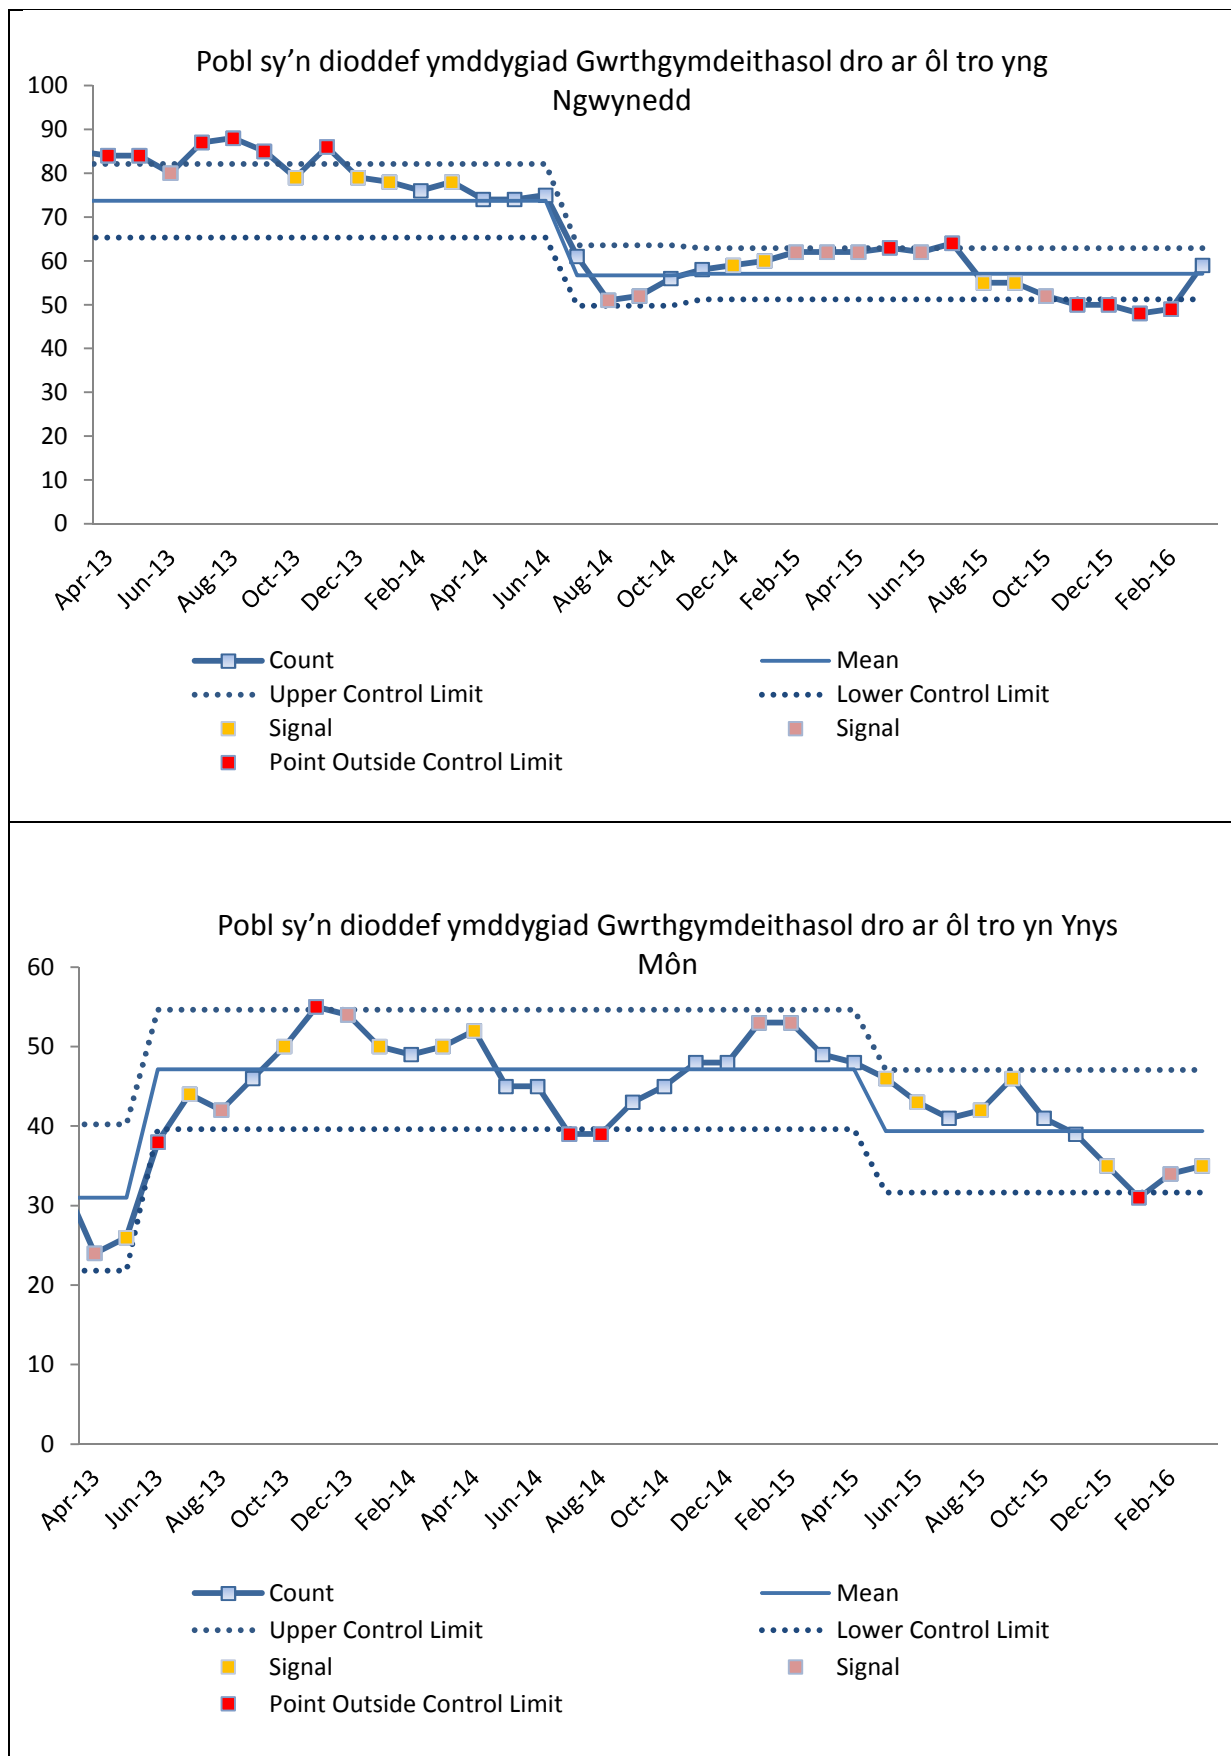 Pobl sy'n dioddef ymddygiad Gwrthgymdeithasol dro ar ôl tro yng
Ngwynedd
100
90
80
70
60
50
40
30
20
10
0
Apr-13 Jun-13 Aug-13 Oct-13 Dec-13 Feb-14 Apr-14 Jun-14 Aug-14 Oct-14 Dec-14 Feb-15 Apr-15 Jun-15 Aug-15 Oct-15 Dec-15 Feb-16
Count Mean
Upper Control Limit Lower Control Limit
Signal Signal
Point Outside Control Limit
Pobl sy'n dioddef ymddygiad Gwrthgymdeithasol dro ar ôl tro yn Ynys
Môn
60
50
40
30
20
10
0
Apr-13 Jun-13 Aug-13 Oct-13 Dec-13 Feb-14 Apr-14 Jun-14 Aug-14 Oct-14 Dec-14 Feb-15 Apr-15 Jun-15 Aug-15 Oct-15 Dec-15 Feb-16
Count Mean
Upper Control Limit Lower Control Limit
Signal Signal
Point Outside Control Limit